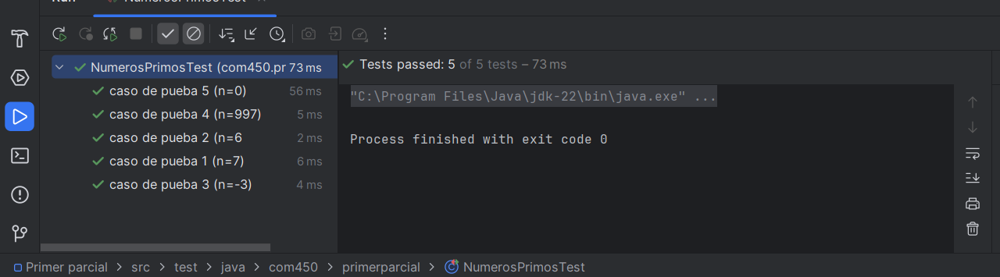 NumerosPrimosTest
NumerosPrimosTest (com450.pr 73 ms
caso de pueba 5 (n=0) 56 ms
caso de pueba 4 (n=997) 5 ms
caso de pueba 2 (n=6 2 ms
caso de pueba 1 (n=7) 6 ms
caso de pueba 3 (n=-3) 4 ms
Tests passed: 5 of 5 tests – 73 ms
"C:\Program Files\Java\jdk-22\bin\java.exe" ...
Process finished with exit code 0
Primer parcial > src > test > java > com450 > primerparcial > NumerosPrimosTest